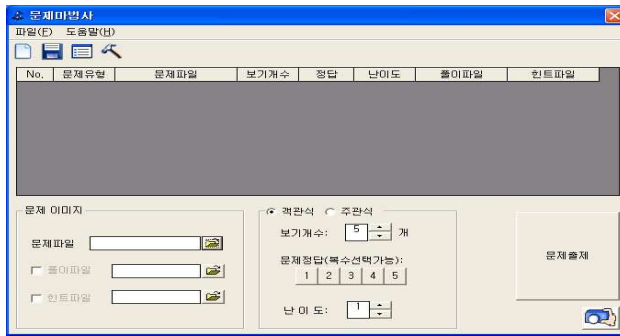 문제마법사
파일(F) 도움말(H)
No. 문제유형 문제파일 보기개수 정답 난이도 풀이파일 힌트파일
문제 이미지
문제파일
풀이파일
힌트파일
객관식 주관식
보기개수: 5 개
문제정답(복수선택가능):
1 2 3 4 5
난 이 도: 1
문제출제